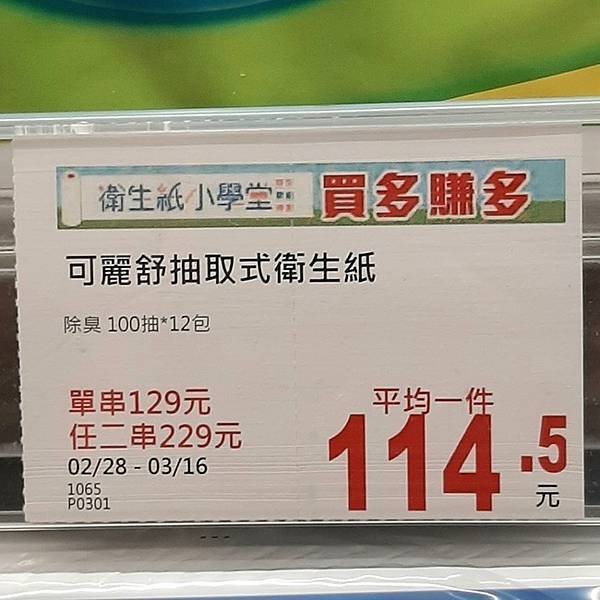 衛生紙小學堂 買多賺多
可麗舒抽取式衛生紙
除臭 100抽*12包
單串129元
任二串229元
平均一件
114.5
元
02/28 - 03/16
1065
P0301